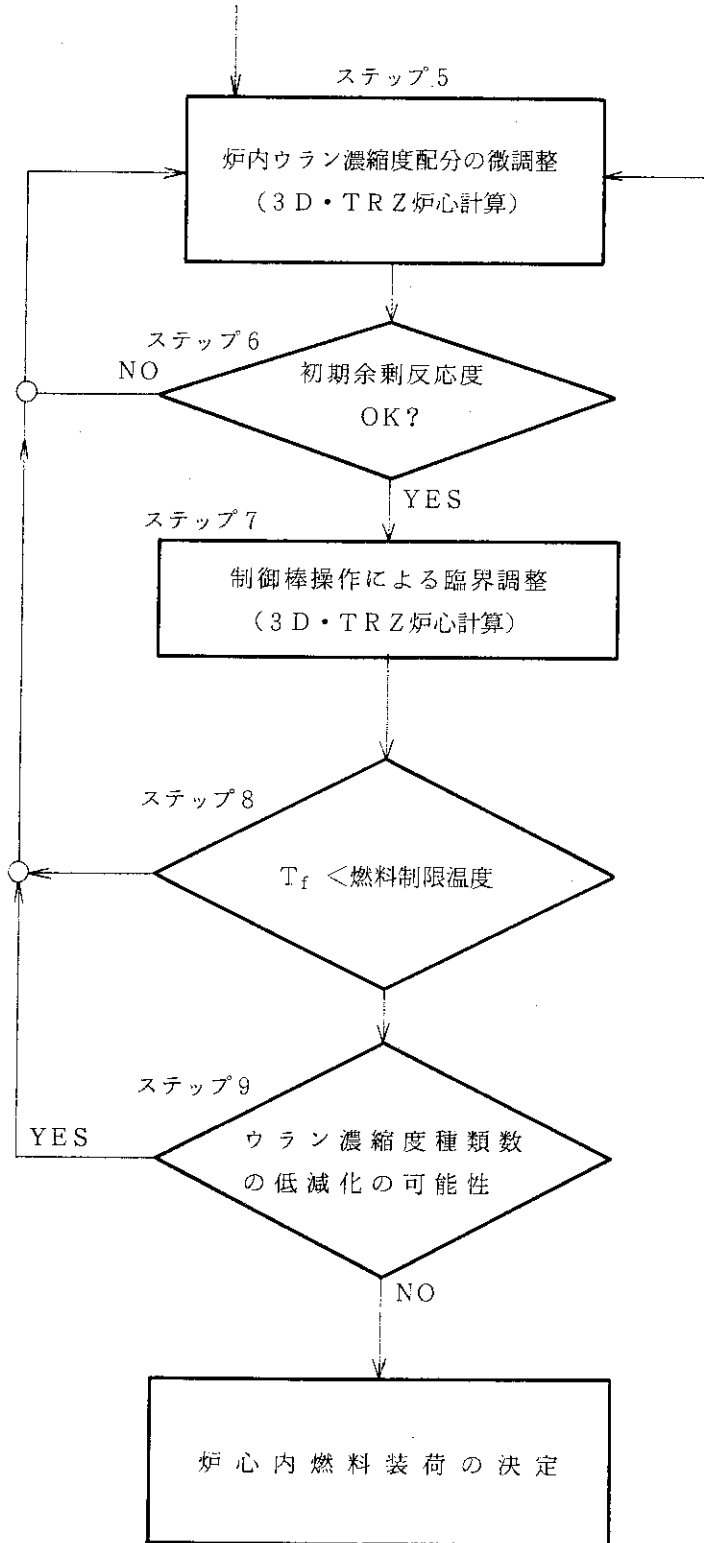 ステップ5
炉内ウラン濃縮度配分の微調整
(3D・TRZ炉心計算)
ステップ6
NO
初期余剰反応度
OK?
YES
ステップ7
制御棒操作による臨界調整
(3D・TRZ炉心計算)
ステップ8
Tf <燃料制限温度
ステップ9
YES
ウラン濃縮度種類数
の低減化の可能性
NO
炉心内燃料装荷の決定